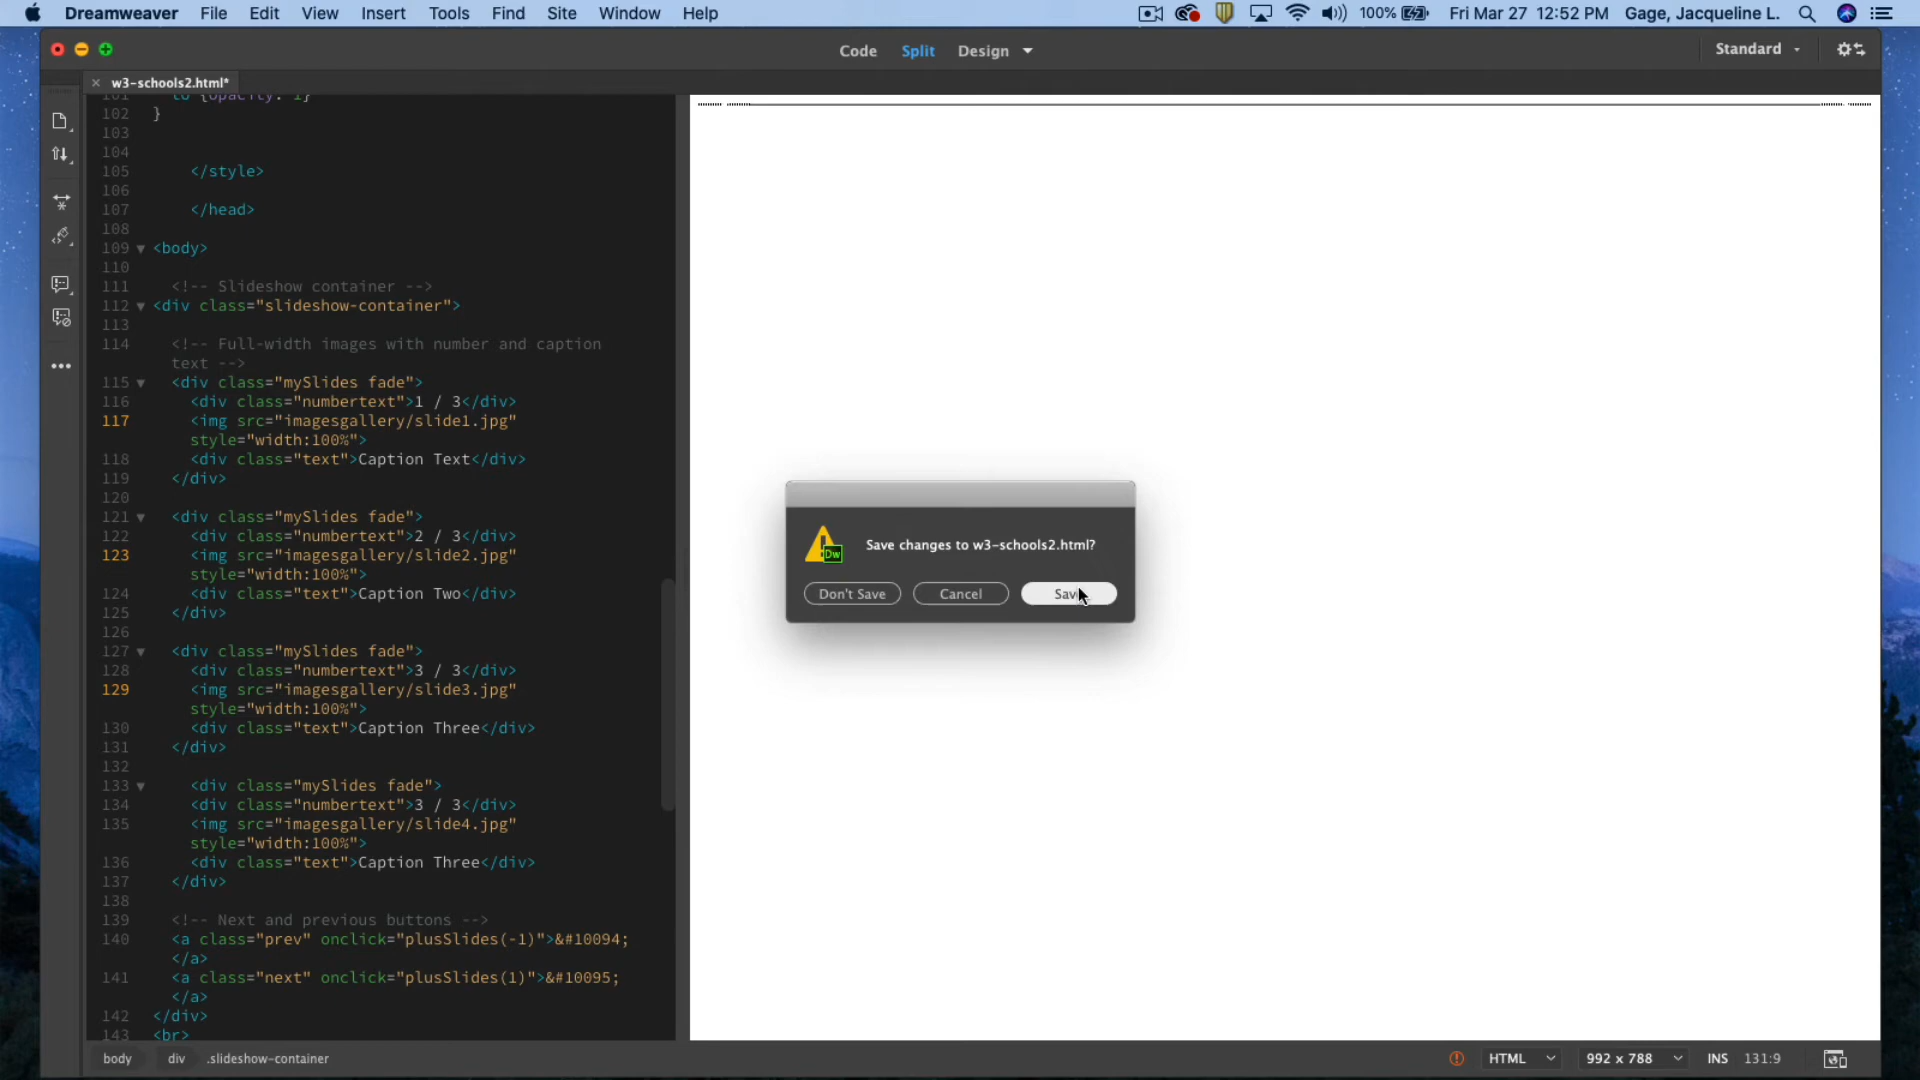 Dreamweaver File Edit View Insert Tools Find Site Window Help 100% Fri Mar 27 12:52 PM Gage, Jacqueline L.
Code Split Design Standard
w3-schools2.html*
101 to {opacity: 1}
102 }
103
104
105 </style>
106
107 </head>
108
109 <body>
110
111 <!-- Slideshow container -->
112 <div class="slideshow-container">
113
114 <!-- Full-width images with number and caption
text -->
115 <div class="mySlides fade">
116 <div class="numbertext">1 / 3</div>
117 <img src="imagesgallery/slide1.jpg"
style="width:100%">
118 <div class="text">Caption Text</div>
119 </div>
120
121 <div class="mySlides fade">
122 <div class="numbertext">2 / 3</div>
123 <img src="imagesgallery/slide2.jpg"
style="width:100%">
124 <div class="text">Caption Two</div>
125 </div>
126
127 <div class="mySlides fade">
128 <div class="numbertext">3 / 3</div>
129 <img src="imagesgallery/slide3.jpg"
style="width:100%">
130 <div class="text">Caption Three</div>
131 </div>
132
133 <div class="mySlides fade">
134 <div class="numbertext">3 / 3</div>
135 <img src="imagesgallery/slide4.jpg"
style="width:100%">
136 <div class="text">Caption Three</div>
137 </div>
138
139 <!-- Next and previous buttons -->
140 <a class="prev" onclick="plusSlides(-1)">&#10094;
</a>
141 <a class="next" onclick="plusSlides(1)">&#10095;
</a>
142 </div>
143 <br>
Save changes to w3-schools2.html?
Dw
Don't Save Cancel Save
body div .slideshow-container HTML 992 x 788 INS 131:9